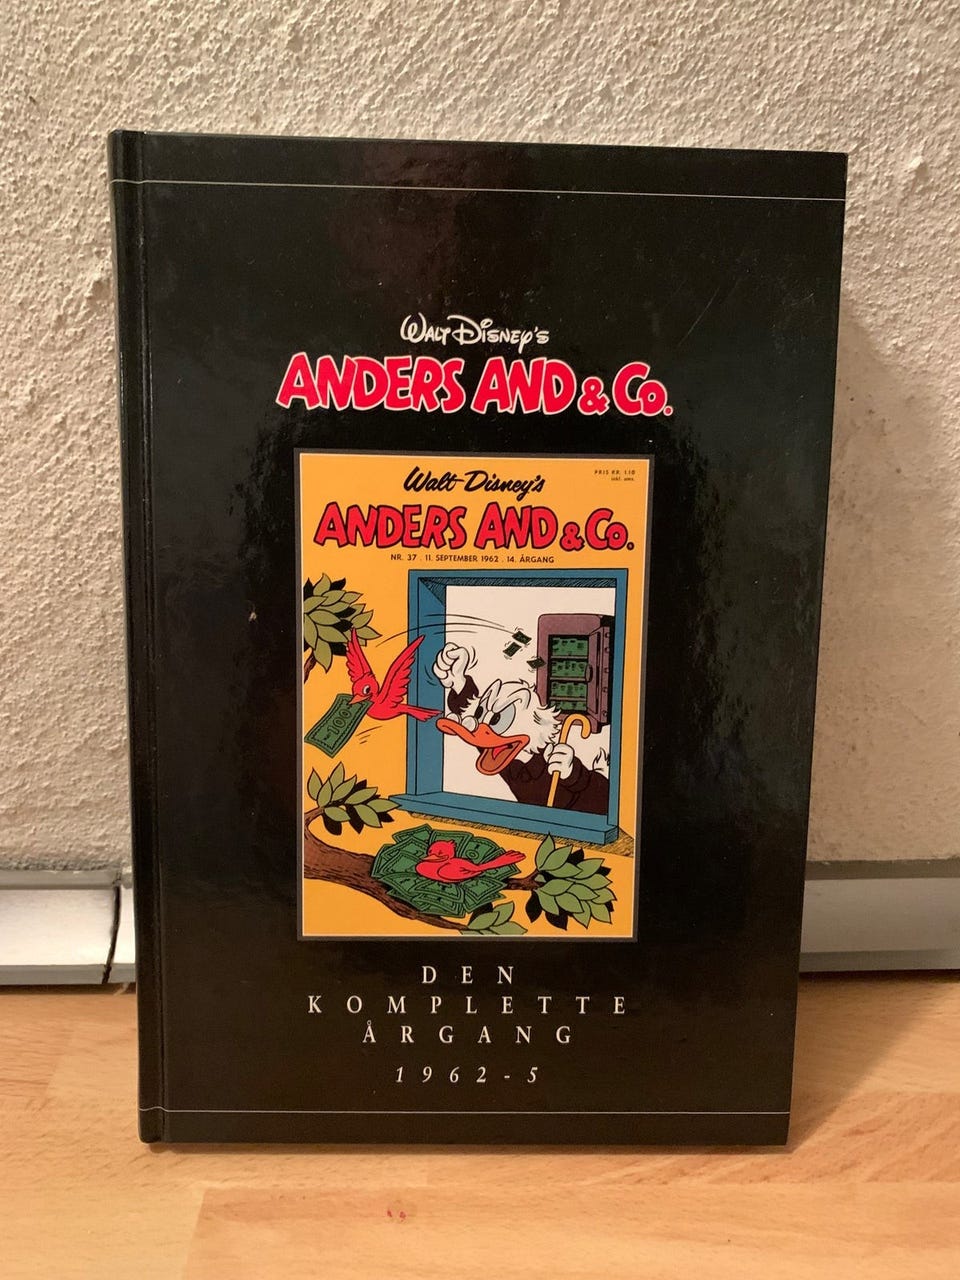 Walt Disney's
ANDERS AND & Co.
Walt Disney's
PRIS KR. 1.10
inkl. oms.
ANDERS AND & Co.
NR. 37 . 11. SEPTEMBER 1962 . 14. ÅRGANG
100
DEN
KOMPLETTE
ÅRGANG
1962-5